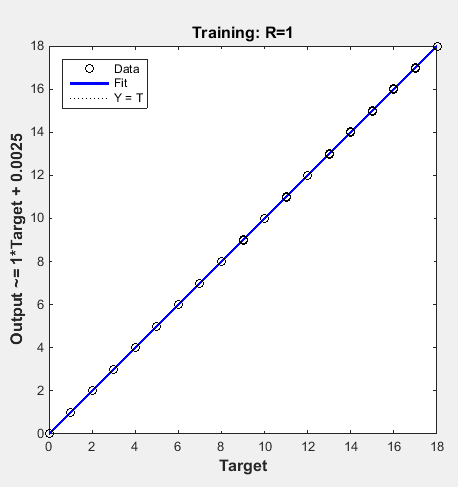 Training: R=1
Data
Fit
Y = T
Output ~= 1*Target + 0.0025
18
16
14
12
10
8
6
4
2
0
0 2 4 6 8 10 12 14 16 18
Target